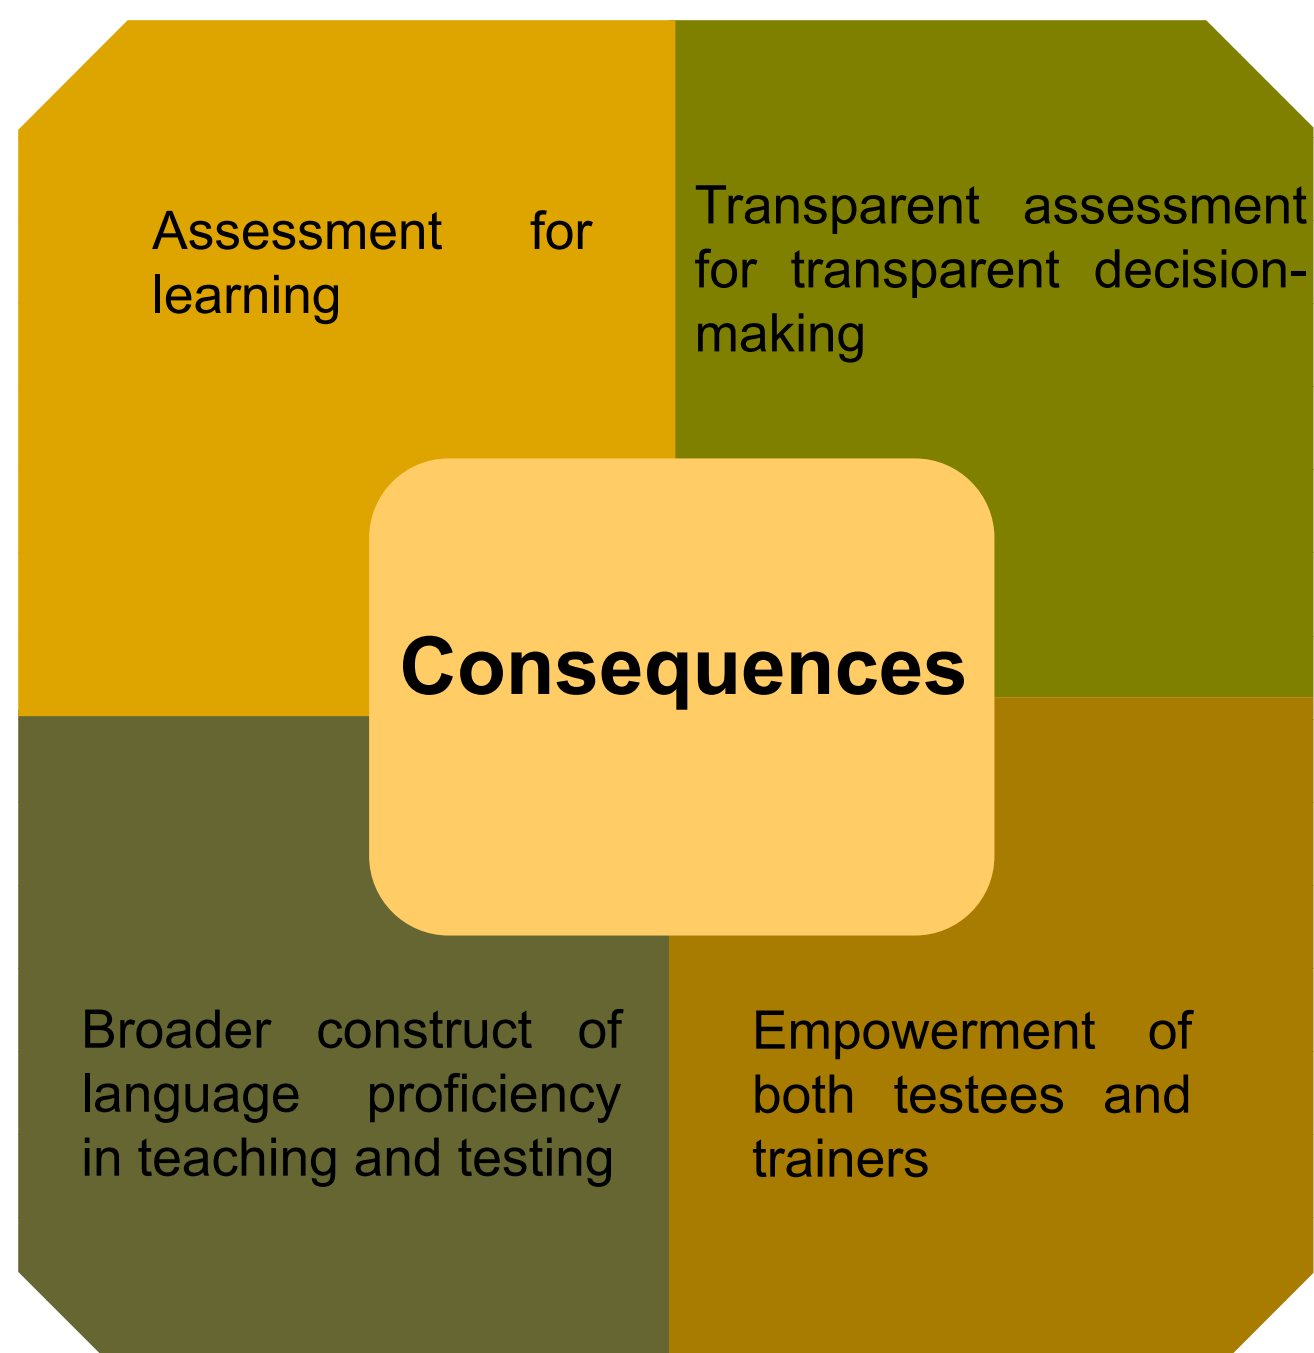 Assessment for
learning
Transparent assessment
for transparent decision-
making
Consequences
Broader construct of
language proficiency
in teaching and testing
Empowerment of
both testees and
trainers